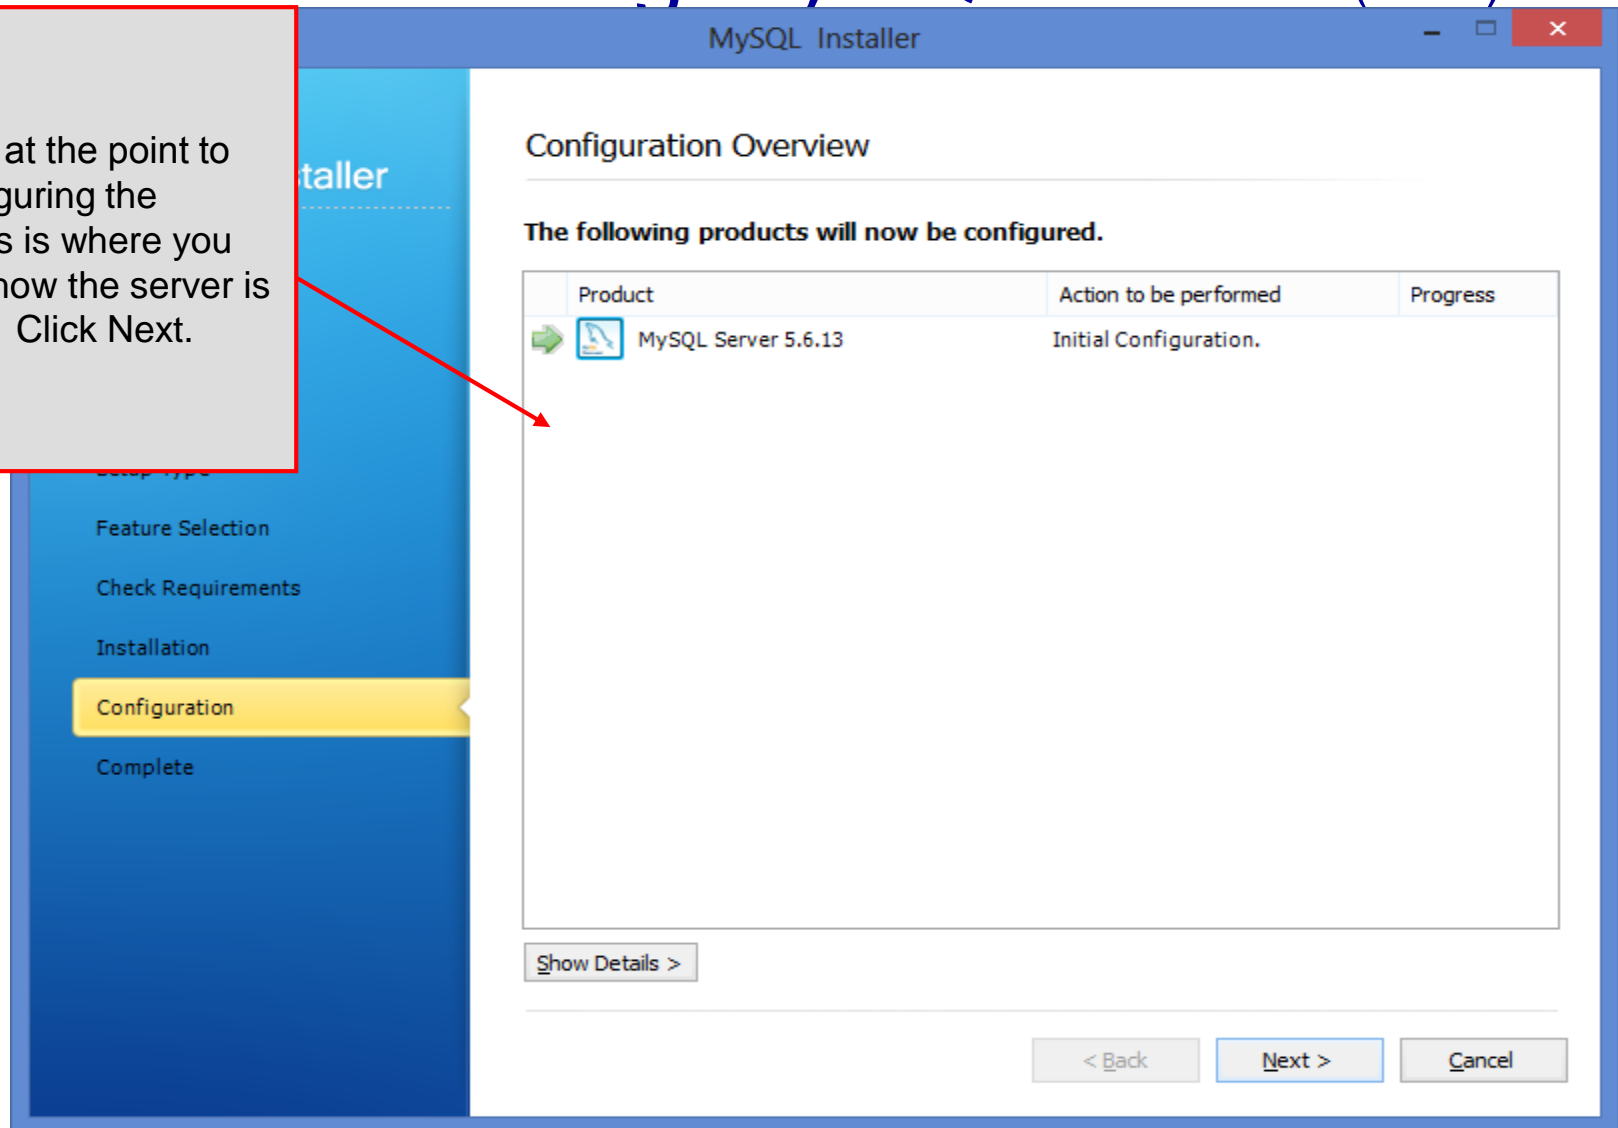 MySQL Installer
at the point to
guring the
s is where you
how the server is
Click Next.
taller
Feature Selection
Check Requirements
Installation
Configuration
Complete
Configuration Overview
The following products will now be configured.
Product Action to be performed Progress
MySQL Server 5.6.13 Initial Configuration.
Show Details >
< Back Next > Cancel